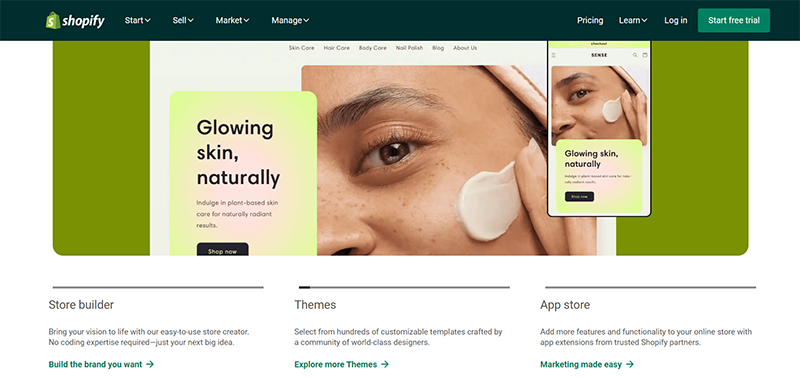 shopify
Start Sell Market Manage Pricing Learn Log in Start free trial
Skin Care Hair Care Body Care Nail Polish Blog About Us
checkout
SENSE
Glowing
skin,
naturally
Indulge in plant-based skin
care for naturally radiant
results.
Shop now
Glowing skin,
naturally
Indulge in plant-based skin care for natu-
rally radiant results.
Shop now
Store builder
Bring your vision to life with our easy-to-use store creator.
No coding expertise required—just your next big idea.
Build the brand you want →
Themes
Select from hundreds of customizable templates crafted by
a community of world-class designers.
Explore more Themes →
App store
Add more features and functionality to your online store with
app extensions from trusted Shopify partners.
Marketing made easy →